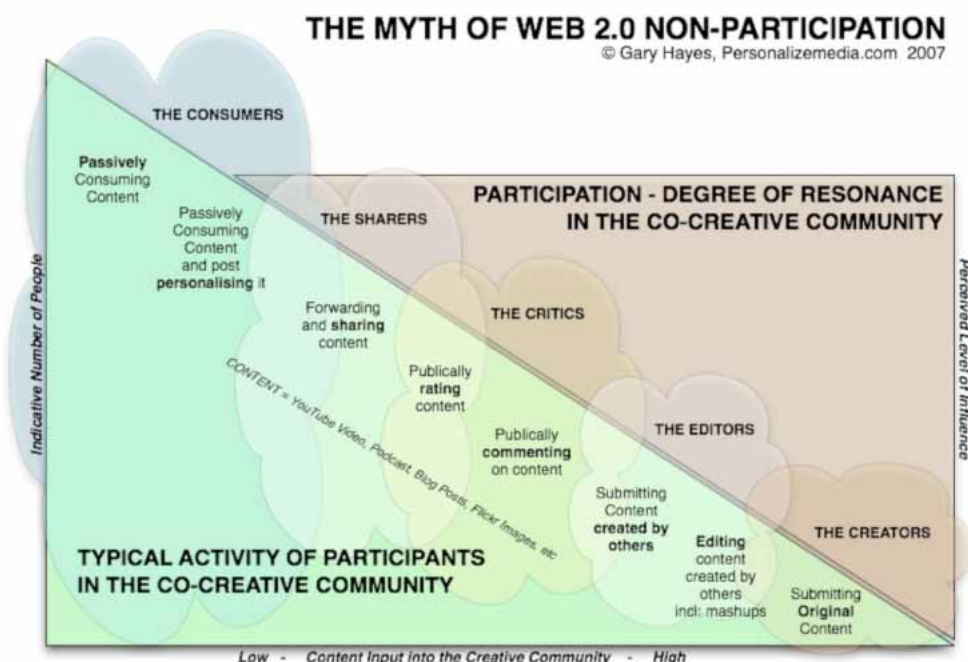 THE MYTH OF WEB 2.0 NON-PARTICIPATION
© Gary Hayes, Personalizemedia.com 2007
THE CONSUMERS
Passively
Consuming
Content
Passively
Consuming
Content
and post
personalising it
PARTICIPATION - DEGREE OF RESONANCE
IN THE CO-CREATIVE COMMUNITY
THE SHARERS
Forwarding
and sharing
content
THE CRITICS
Publically
rating
content
Publically
commenting
on content
THE EDITORS
Submitting
Content
created by
others
Editing
content
created by
others
incl: mashups
THE CREATORS
Submitting
Original
Content
CONTENT = YouTube Video, Podcast, Blog Posts, Flickr Images, etc
TYPICAL ACTIVITY OF PARTICIPANTS
IN THE CO-CREATIVE COMMUNITY
Indicative Number of People
Perceived Level of Influence
Low - Content Input into the Creative Community - High